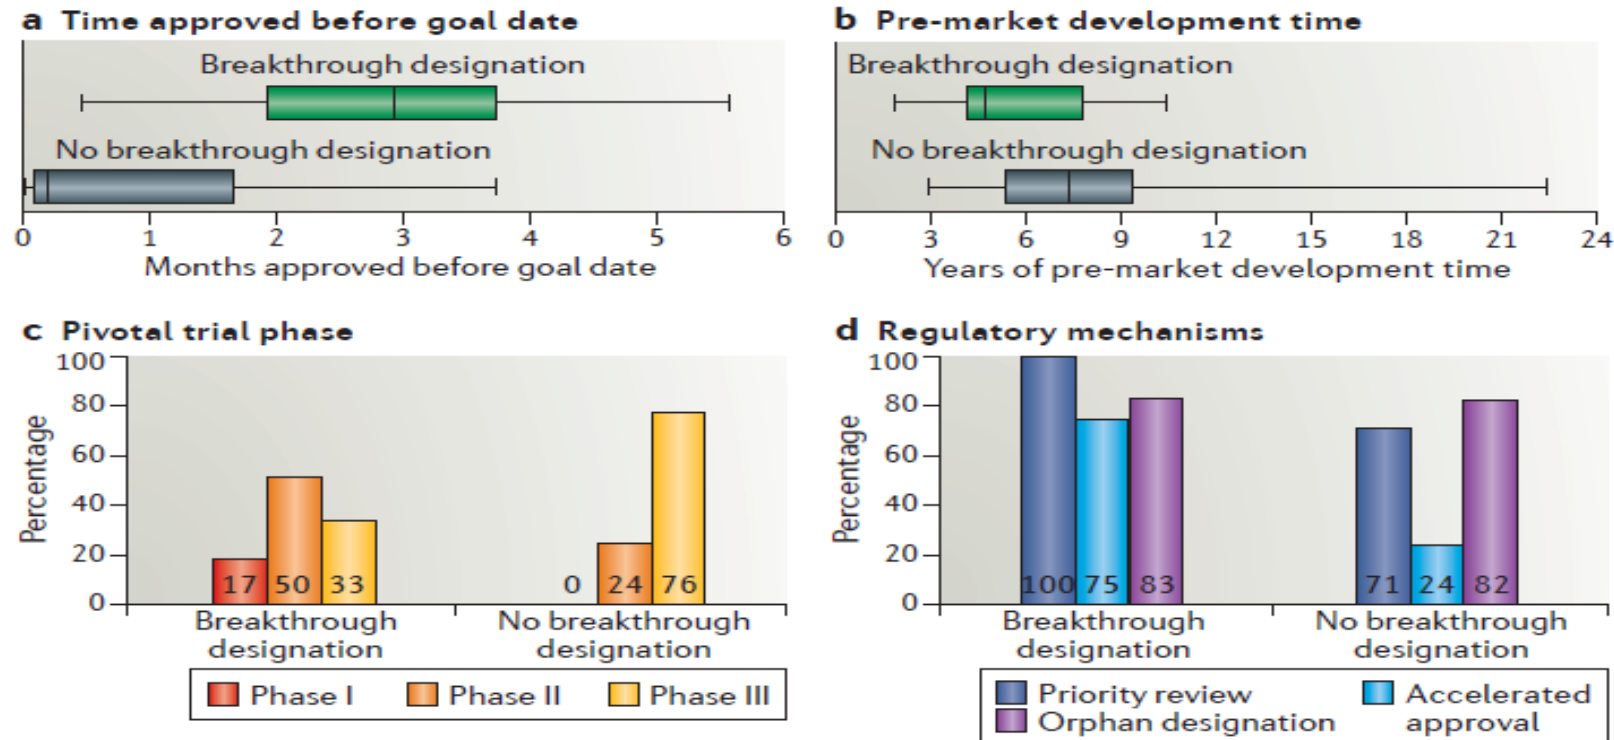 a Time approved before goal date
Breakthrough designation
No breakthrough designation
0 1 2 3 4 5 6
Months approved before goal date
b Pre-market development time
Breakthrough designation
No breakthrough designation
0 3 6 9 12 15 18 21 24
Years of pre-market development time
c Pivotal trial phase
Percentage
100
80
60
40
20
0
17 50 33 0 24 76
Breakthrough
designation
No breakthrough
designation
Phase I Phase II Phase III
d Regulatory mechanisms
Percentage
100
80
60
40
20
0
100 75 83 71 24 82
Breakthrough
designation
No breakthrough
designation
Priority review
Orphan designation
Accelerated
approval